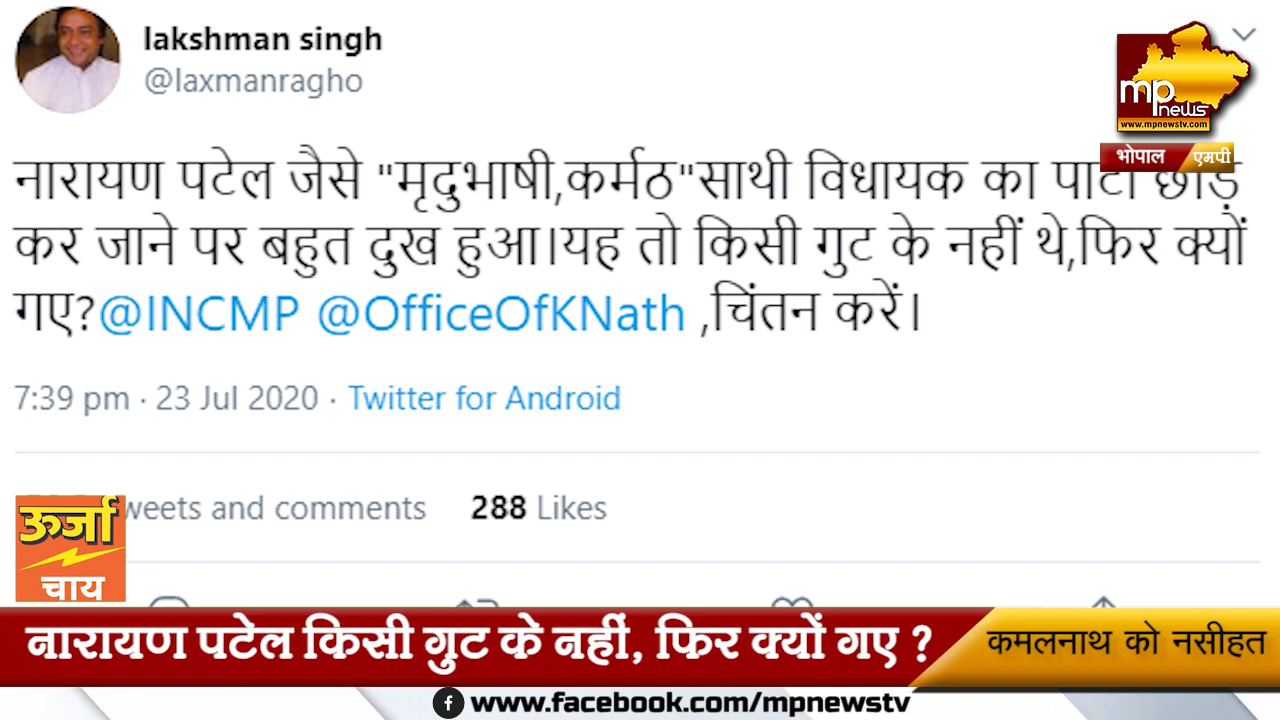 lakshman singh
@laxmanragho
mp
news
www.mpnewstv.com
भोपाल एमपी
नारायण पटेल जैसे "मृदुभाषी,कर्मठ"साथी विधायक का पार्टी छोड़
कर जाने पर बहुत दुख हुआ।यह तो किसी गुट के नहीं थे,फिर क्यों
गए?@INCMP @OfficeOfKNath ,चिंतन करें।
7:39 pm · 23 Jul 2020 · Twitter for Android
weets and comments 288 Likes
ऊर्जा
चाय
नारायण पटेल किसी गुट के नहीं, फिर क्यों गए ? कमलनाथ को नसीहत
www.facebook.com/mpnewstv